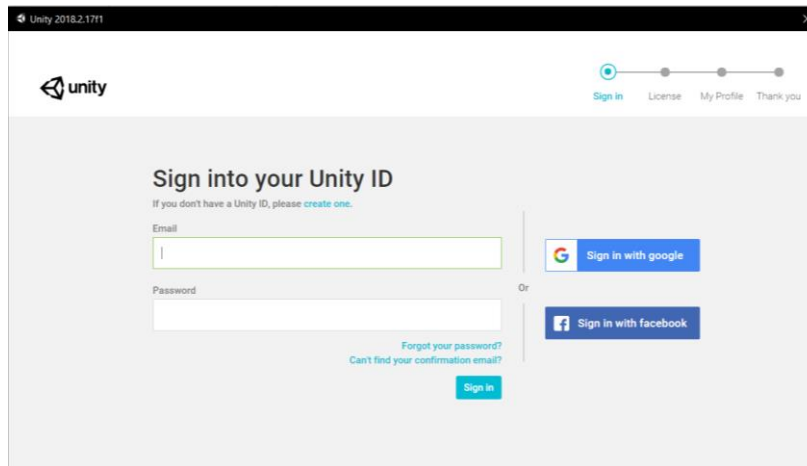 Unity 2018.2.17f1
unity
Sign in
License
My Profile
Thank you
Sign into your Unity ID
If you don't have a Unity ID, please create one.
Email
Password
Forgot your password?
Can't find your confirmation email?
Sign in
Or
Sign in with google
Sign in with facebook